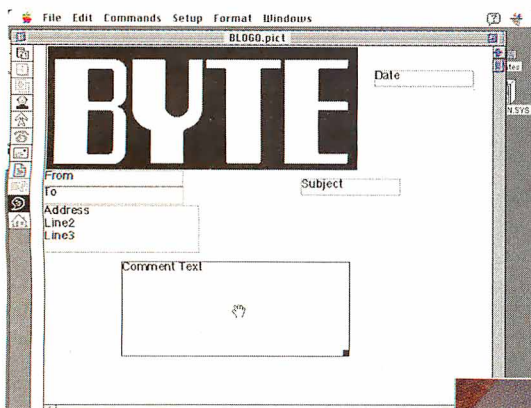 File Edit Commands Setup Format Windows
BLOGO.pict
BYTE
Date
From
To
Subject
Address
Line2
Line3
Comment Text
N.SYS